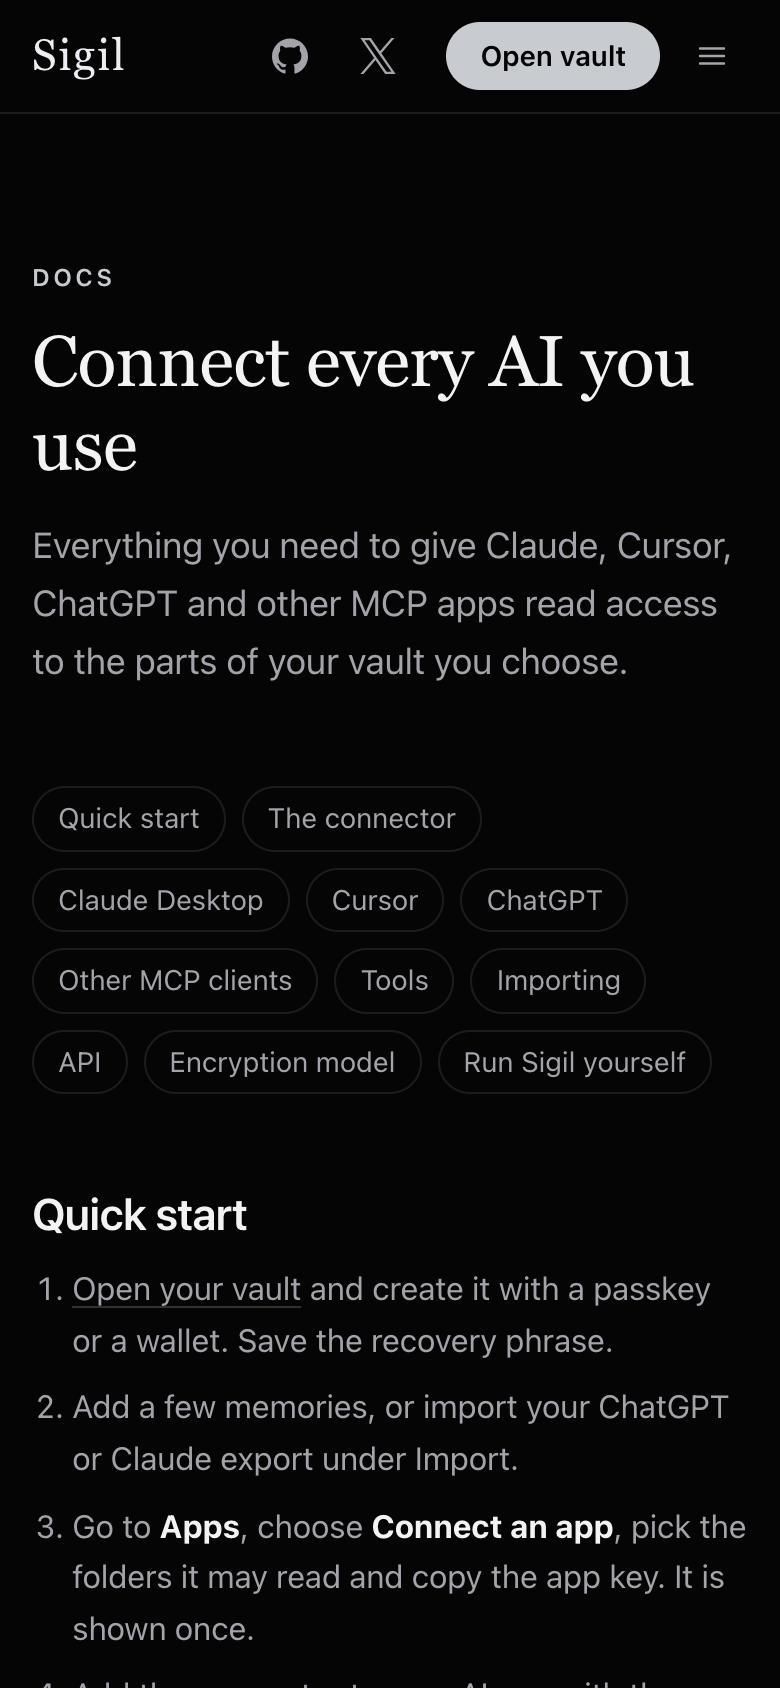 Sigil
Open vault
DOCS
Connect every AI you
use
Everything you need to give Claude, Cursor,
ChatGPT and other MCP apps read access
to the parts of your vault you choose.
Quick start
The connector
Claude Desktop
Cursor
ChatGPT
Other MCP clients
Tools
Importing
API
Encryption model
Run Sigil yourself
Quick start
1. Open your vault and create it with a passkey
or a wallet. Save the recovery phrase.
2. Add a few memories, or import your ChatGPT
or Claude export under Import.
3. Go to Apps, choose Connect an app, pick the
folders it may read and copy the app key. It is
shown once.